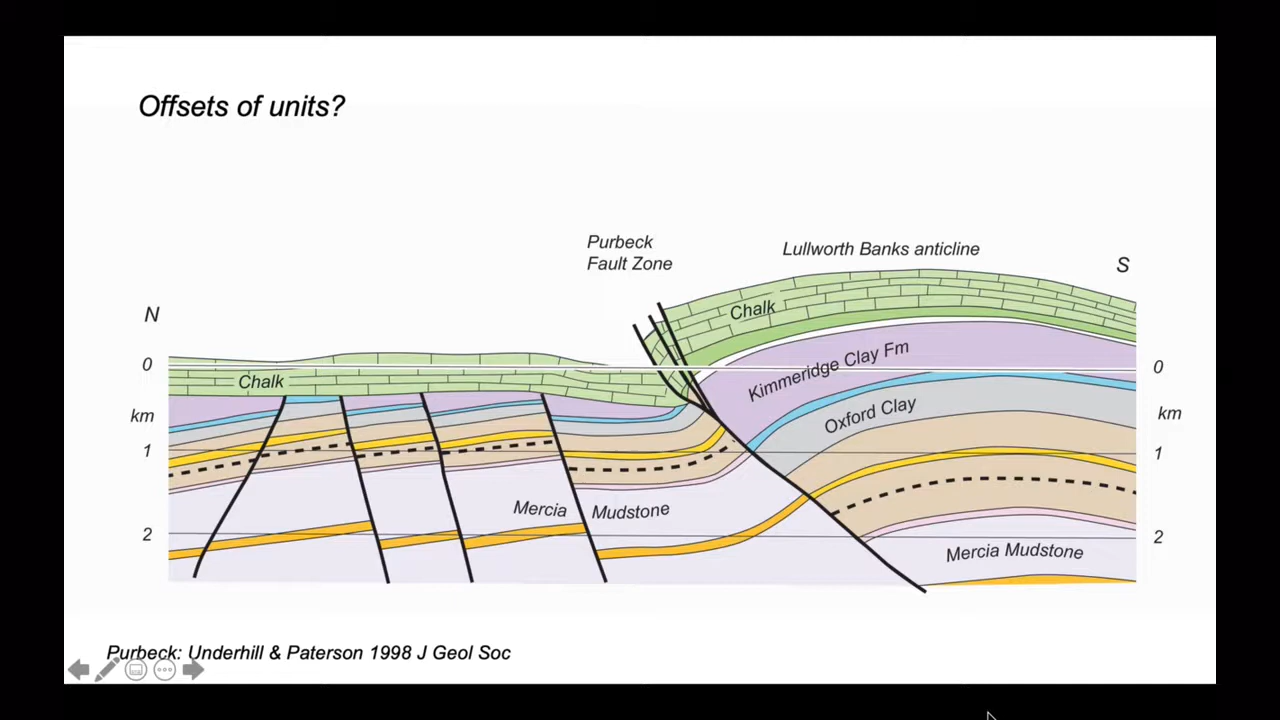 Offsets of units?
Purbeck
Fault Zone
Lullworth Banks anticline
S
N
Chalk
0
0
Chalk
Kimmeridge Clay Fm
km
km
Oxford Clay
1
1
Mercia Mudstone
2
2
Mercia Mudstone
Purbeck: Underhill & Paterson 1998 J Geol Soc